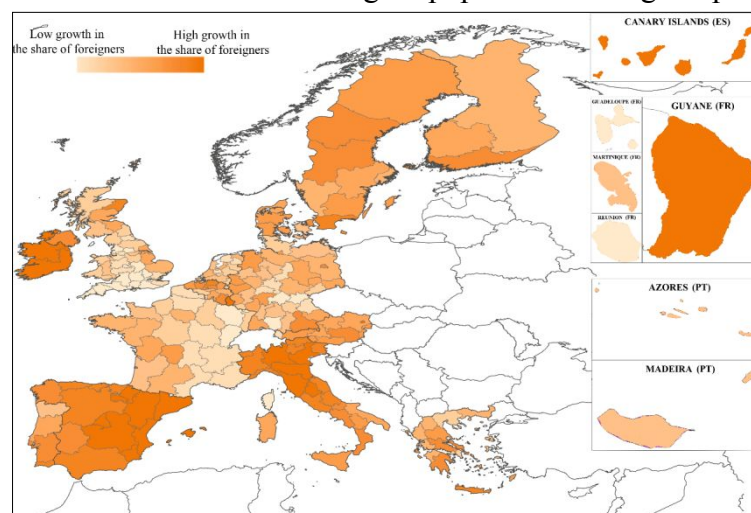 Low growth in
the share of foreigners
High growth in
the share of foreigners
CANARY ISLANDS (ES)
GUADELOUPE (FR)
GUYANE (FR)
MARTINIQUE (FR)
REUNION (FR)
AZORES (PT)
MADEIRA (PT)